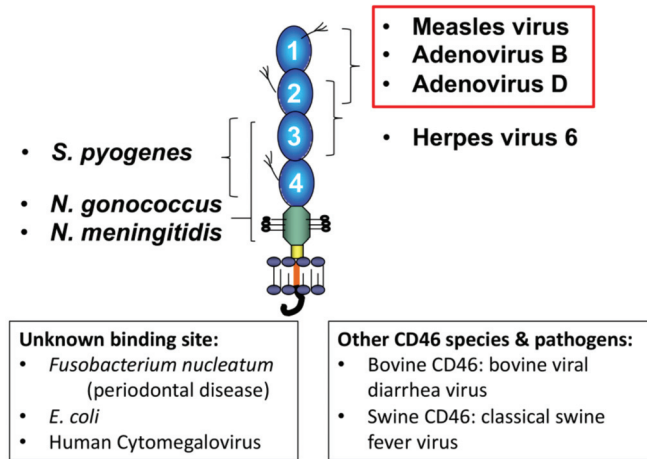 1
2
3
4
• Measles virus
• Adenovirus B
• Adenovirus D
• Herpes virus 6
• S. pyogenes
• N. gonococcus
• N. meningitidis
Unknown binding site:
• Fusobacterium nucleatum
(periodontal disease)
• E. coli
• Human Cytomegalovirus
Other CD46 species & pathogens:
• Bovine CD46: bovine viral
diarrhea virus
• Swine CD46: classical swine
fever virus